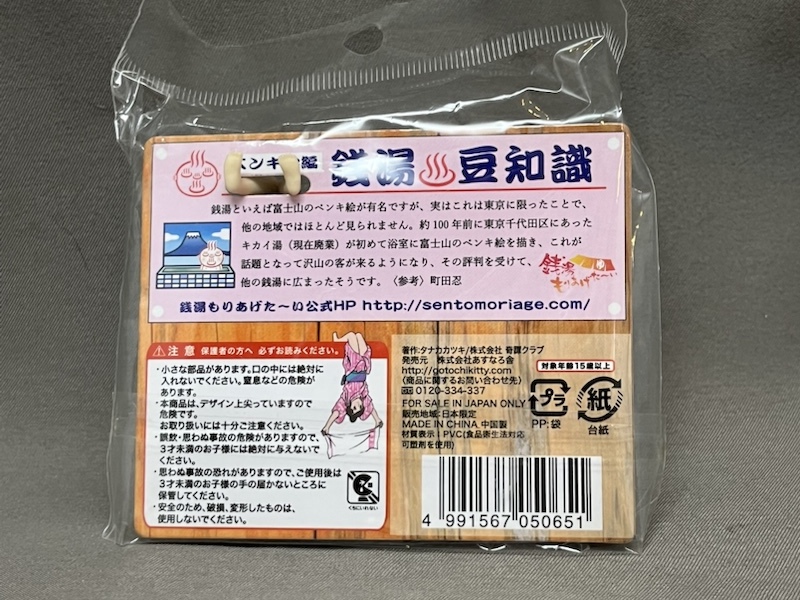 ペンキ絵編 銭湯♨豆知識
銭湯といえば富士山のペンキ絵が有名ですが、実はこれは東京に限ったことで、
他の地域ではほとんど見られません。約100年前に東京千代田区にあった
キカイ湯（現在廃業）が初めて浴室に富士山のペンキ絵を描き、これが
話題となって沢山の客が来るようになり、その評判を受けて、
他の銭湯に広まったそうです。〈参考〉町田忍
銭湯もりあげた〜い
銭湯もりあげた〜い公式HP http://sentomoriage.com/
⚠注意 保護者の方へ 必ずお読みください。
・小さな部品があります。口の中には絶対に
入れないでください。窒息などの危険が
あります。
・本商品は、デザイン上尖っていますので
危険です。
お取り扱いには十分ご注意ください。
・誤飲・思わぬ事故の危険がありますので、
3才未満のお子様には絶対に与えないで
ください。
・思わぬ事故の恐れがありますので、ご使用後は
3才未満のお子様の手の届かないところに
保管してください。
・安全のため、破損、変形したものは、
使用しないでください。
くちにいれない
著作:タナカカツキ/株式会社 奇譚クラブ
発売元 株式会社あすなろ舎
http://gotochikitty.com/
〈商品に関するお問い合わせ先〉
0120-334-337
FOR SALE IN JAPAN ONLY
販売地域:日本限定
MADE IN CHINA 中国製
材質表示：PVC(食品衛生法対応
可塑剤を使用)
対象年齢15歳以上
プラ
PP:袋
紙
台紙
4 991567 050651